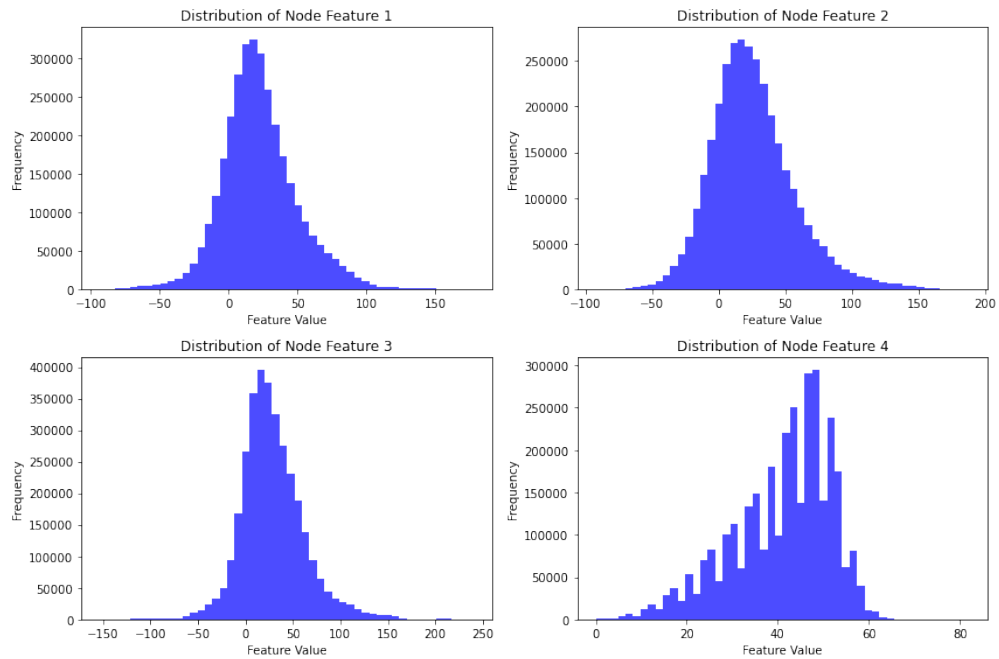 Distribution of Node Feature 1
300000
250000
200000
150000
100000
50000
0
Frequency
−100 −50 0 50 100 150
Feature Value
Distribution of Node Feature 2
250000
200000
150000
100000
50000
0
Frequency
−100 −50 0 50 100 150 200
Feature Value
Distribution of Node Feature 3
400000
350000
300000
250000
200000
150000
100000
50000
0
Frequency
−150 −100 −50 0 50 100 150 200 250
Feature Value
Distribution of Node Feature 4
300000
250000
200000
150000
100000
50000
0
Frequency
0 20 40 60 80
Feature Value